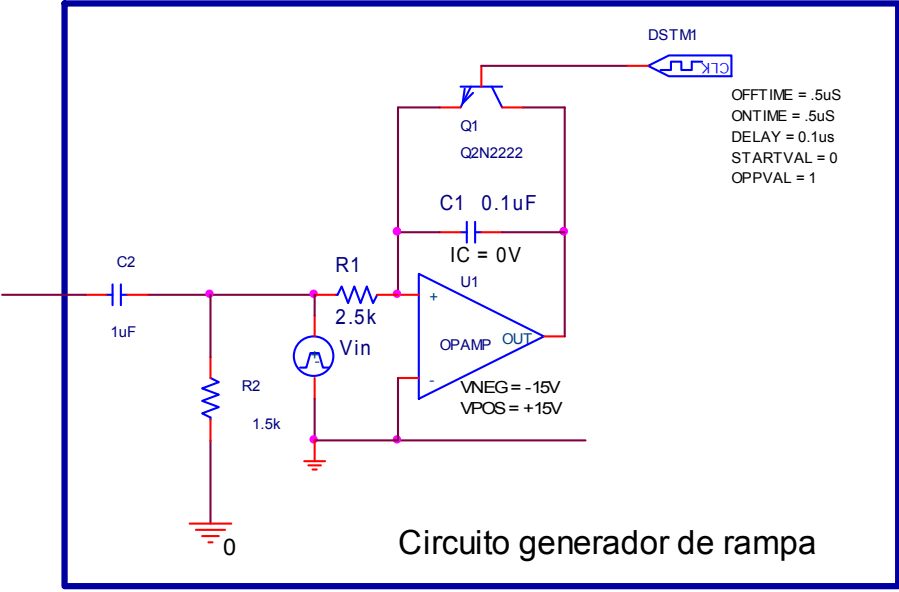 DSTM1
CLK
OFFTIME = .5uS
ONTIME = .5uS
DELAY = 0.1us
STARTVAL = 0
OPPVAL = 1
Q1
Q2N2222
C1 0.1uF
IC = 0V
C2
1uF
R1
2.5k
Vin
U1
+
OPAMP
OUT
-
VNEG = -15V
VPOS = +15V
R2
1.5k
0
Circuito generador de rampa